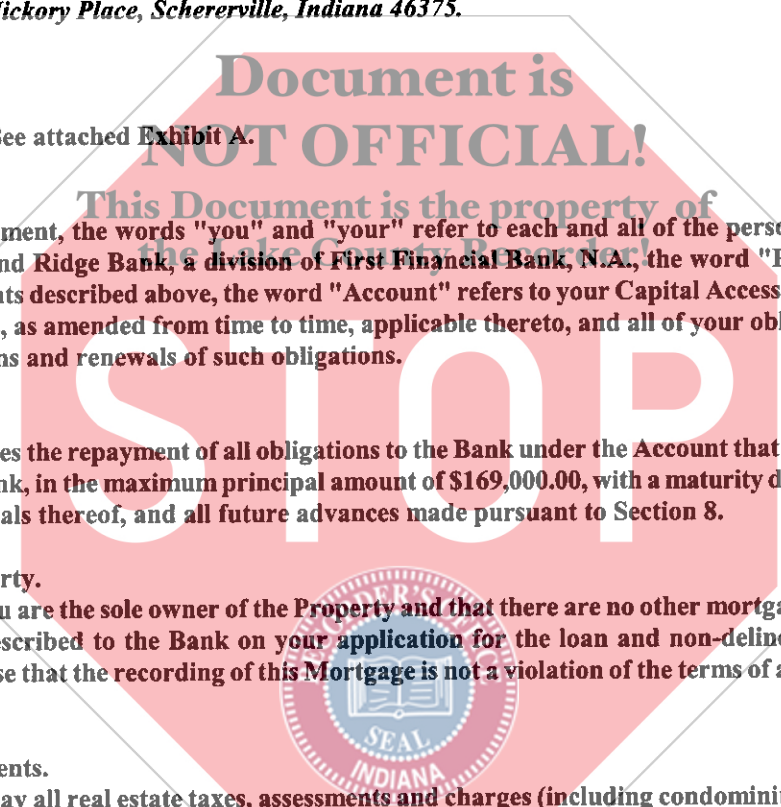 Hickory Place, Schererville, Indiana 46375.
Document is
See attached Exhibit A.
NOT OFFICIAL!
This Document is the property of
ment, the words "you" and "your" refer to each and all of the perso
the Lake County Recorder!
nd Ridge Bank, a division of First Financial Bank, N.A., the word "P
nts described above, the word "Account" refers to your Capital Access
, as amended from time to time, applicable thereto, and all of your obl
ns and renewals of such obligations.
STOP
es the repayment of all obligations to the Bank under the Account that
nk, in the maximum principal amount of $169,000.00, with a maturity d
als thereof, and all future advances made pursuant to Section 8.
rty.
u are the sole owner of the Property and that there are no other mortga
escribed to the Bank on your application for the loan and non-deline
se that the recording of this Mortgage is not a violation of the terms of a
SEAL
INDIANA
ents.
ay all real estate taxes, assessments and charges (including condomini